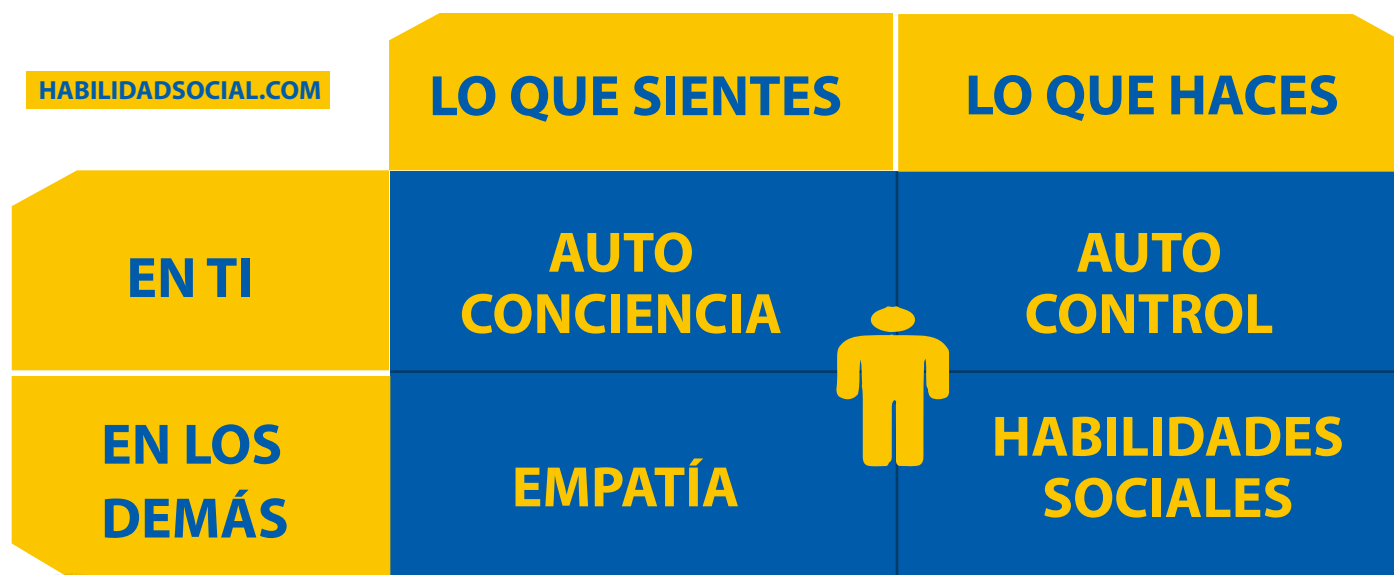 HABILIDADSOCIAL.COM
LO QUE SIENTES
LO QUE HACES
EN TI
AUTO
CONCIENCIA
AUTO
CONTROL
EN LOS
DEMÁS
EMPATÍA
HABILIDADES
SOCIALES